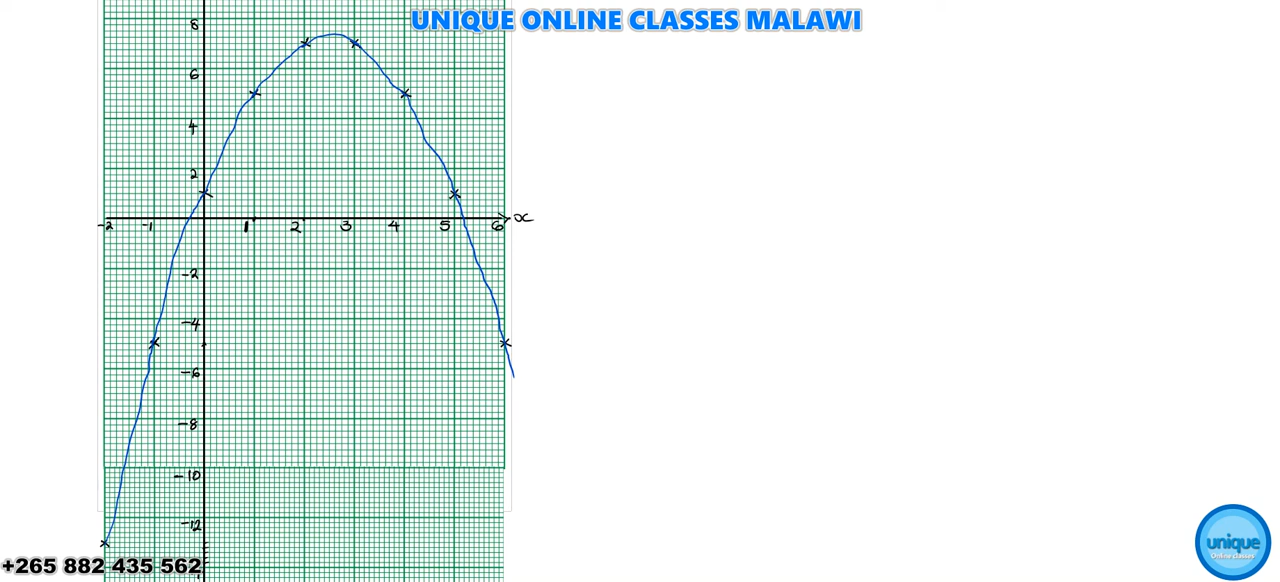 UNIQUE ONLINE CLASSES MALAWI
8
6
4
2
-2 -1 1 2 3 4 5 6 x
-2
-4
-6
-8
-10
-12
+265 882 435 562
unique
Online classes